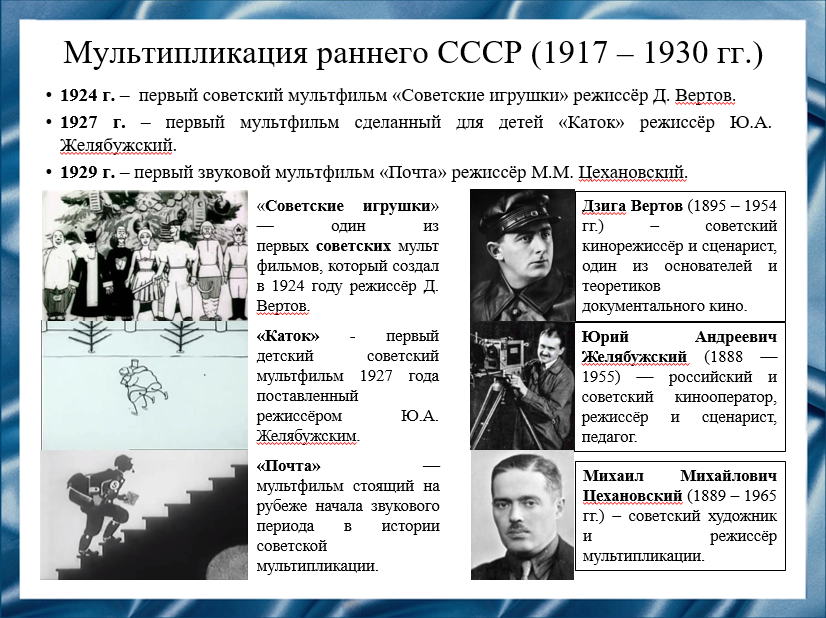 Мультипликация раннего СССР (1917 – 1930 гг.)
• 1924 г. – первый советский мультфильм «Советские игрушки» режиссёр Д. Вертов.
• 1927 г. – первый мультфильм сделанный для детей «Каток» режиссёр Ю.А.
Желябужский.
• 1929 г. – первый звуковой мультфильм «Почта» режиссёр М.М. Цехановский.
«Советские игрушки»
— один из
первых советских мульт
фильмов, который создал
в 1924 году режиссёр Д.
Вертов.
Дзига Вертов (1895 – 1954
гг.) – советский
кинорежиссёр и сценарист,
один из основателей и
теоретиков
документального кино.
«Каток» - первый
детский советский
мультфильм 1927 года
поставленный
режиссёром Ю.А.
Желябужским.
Юрий Андреевич
Желябужский (1888 —
1955) — российский и
советский кинооператор,
режиссёр и сценарист,
педагог.
«Почта» —
мультфильм стоящий на
рубеже начала звукового
периода в истории
советской
мультипликации.
Михаил Михайлович
Цехановский (1889 – 1965
гг.) – советский художник
и режиссёр
мультипликации.